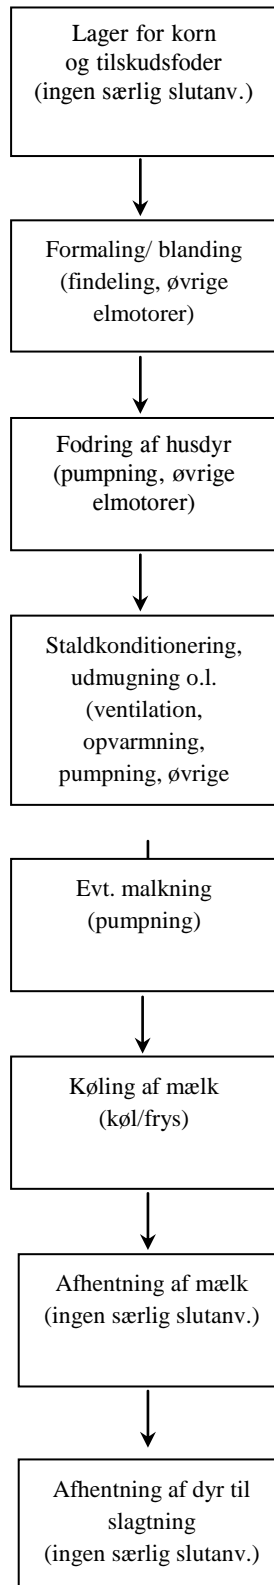 Lager for korn
og tilskudsfoder
(ingen særlig slutanv.)
Formaling/ blanding
(findeling, øvrige
elmotorer)
Fodring af husdyr
(pumpning, øvrige
elmotorer)
Staldkonditionering,
udmugning o.l.
(ventilation,
opvarmning,
pumpning, øvrige
Evt. malkning
(pumpning)
Køling af mælk
(køl/frys)
Afhentning af mælk
(ingen særlig slutanv.)
Afhentning af dyr til
slagtning
(ingen særlig slutanv.)